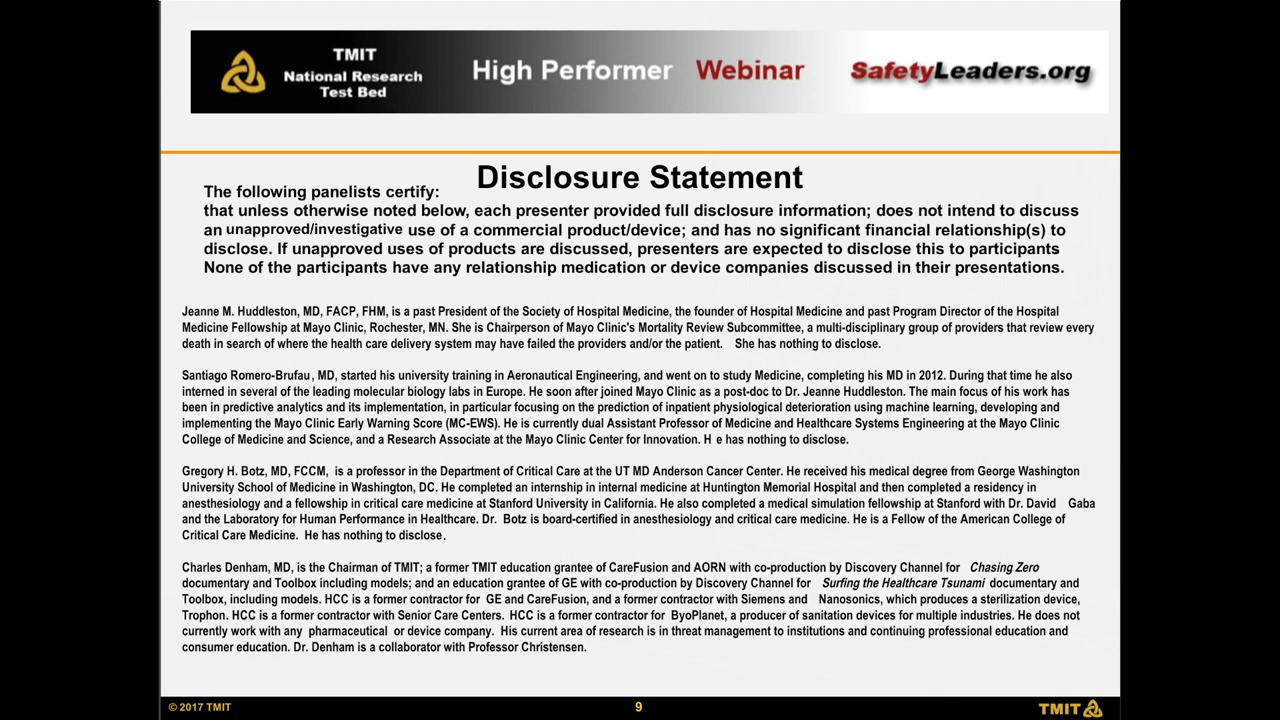 TMIT
National Research
Test Bed
High Performer Webinar
SafetyLeaders.org
Disclosure Statement
The following panelists certify:
that unless otherwise noted below, each presenter provided full disclosure information; does not intend to discuss
an unapproved/investigative use of a commercial product/device; and has no significant financial relationship(s) to
disclose. If unapproved uses of products are discussed, presenters are expected to disclose this to participants
None of the participants have any relationship medication or device companies discussed in their presentations.
Jeanne M. Huddleston, MD, FACP, FHM, is a past President of the Society of Hospital Medicine, the founder of Hospital Medicine and past Program Director of the Hospital
Medicine Fellowship at Mayo Clinic, Rochester, MN. She is Chairperson of Mayo Clinic's Mortality Review Subcommittee, a multi-disciplinary group of providers that review every
death in search of where the health care delivery system may have failed the providers and/or the patient. She has nothing to disclose.
Santiago Romero-Brufau, MD, started his university training in Aeronautical Engineering, and went on to study Medicine, completing his MD in 2012. During that time he also
interned in several of the leading molecular biology labs in Europe. He soon after joined Mayo Clinic as a post-doc to Dr. Jeanne Huddleston. The main focus of his work has
been in predictive analytics and its implementation, in particular focusing on the prediction of inpatient physiological deterioration using machine learning, developing and
implementing the Mayo Clinic Early Warning Score (MC-EWS). He is currently dual Assistant Professor of Medicine and Healthcare Systems Engineering at the Mayo Clinic
College of Medicine and Science, and a Research Associate at the Mayo Clinic Center for Innovation. H e has nothing to disclose.
Gregory H. Botz, MD, FCCM, is a professor in the Department of Critical Care at the UT MD Anderson Cancer Center. He received his medical degree from George Washington
University School of Medicine in Washington, DC. He completed an internship in internal medicine at Huntington Memorial Hospital and then completed a residency in
anesthesiology and a fellowship in critical care medicine at Stanford University in California. He also completed a medical simulation fellowship at Stanford with Dr. David Gaba
and the Laboratory for Human Performance in Healthcare. Dr. Botz is board-certified in anesthesiology and critical care medicine. He is a Fellow of the American College of
Critical Care Medicine. He has nothing to disclose.
Charles Denham, MD, is the Chairman of TMIT; a former TMIT education grantee of CareFusion and AORN with co-production by Discovery Channel for Chasing Zero
documentary and Toolbox including models; and an education grantee of GE with co-production by Discovery Channel for Surfing the Healthcare Tsunami documentary and
Toolbox, including models. HCC is a former contractor for GE and CareFusion, and a former contractor with Siemens and Nanosonics, which produces a sterilization device,
Trophon. HCC is a former contractor with Senior Care Centers. HCC is a former contractor for ByoPlanet, a producer of sanitation devices for multiple industries. He does not
currently work with any pharmaceutical or device company. His current area of research is in threat management to institutions and continuing professional education and
consumer education. Dr. Denham is a collaborator with Professor Christensen.
© 2017 TMIT
9
TMIT